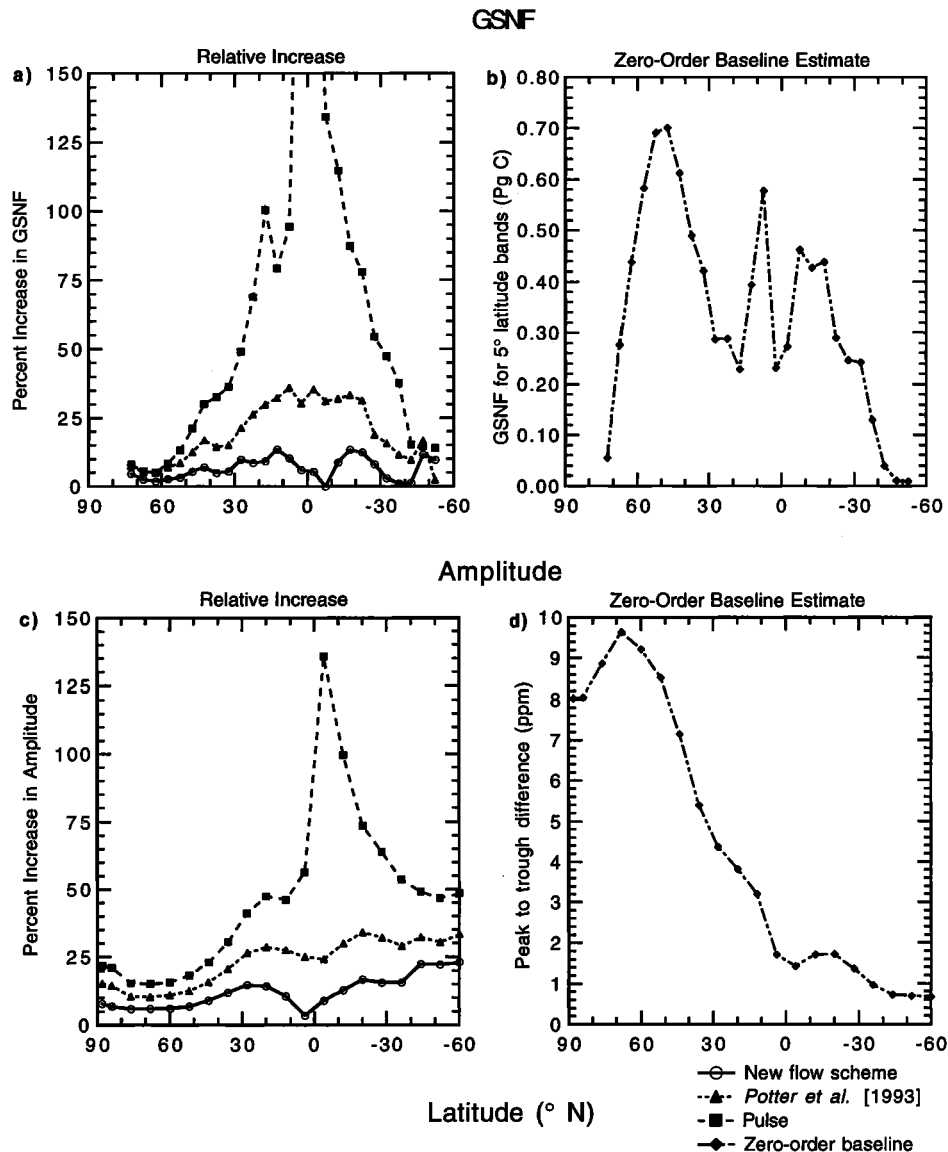 GSNF
a) Relative Increase
150
125
100
75
50
25
0
90 60 30 0 -30 -60
Percent Increase in GSNF
b) Zero-Order Baseline Estimate
0.80
0.70
0.60
0.50
0.40
0.30
0.20
0.10
0.00
90 60 30 0 -30 -60
GSNF for 5° latitude bands (Pg C)
Amplitude
c) Relative Increase
150
125
100
75
50
25
0
90 60 30 0 -30 -60
Percent Increase in Amplitude
d) Zero-Order Baseline Estimate
10
9
8
7
6
5
4
3
2
1
0
90 60 30 0 -30 -60
Peak to trough difference (ppm)
Latitude (° N)
New flow scheme
Potter et al. [1993]
Pulse
Zero-order baseline